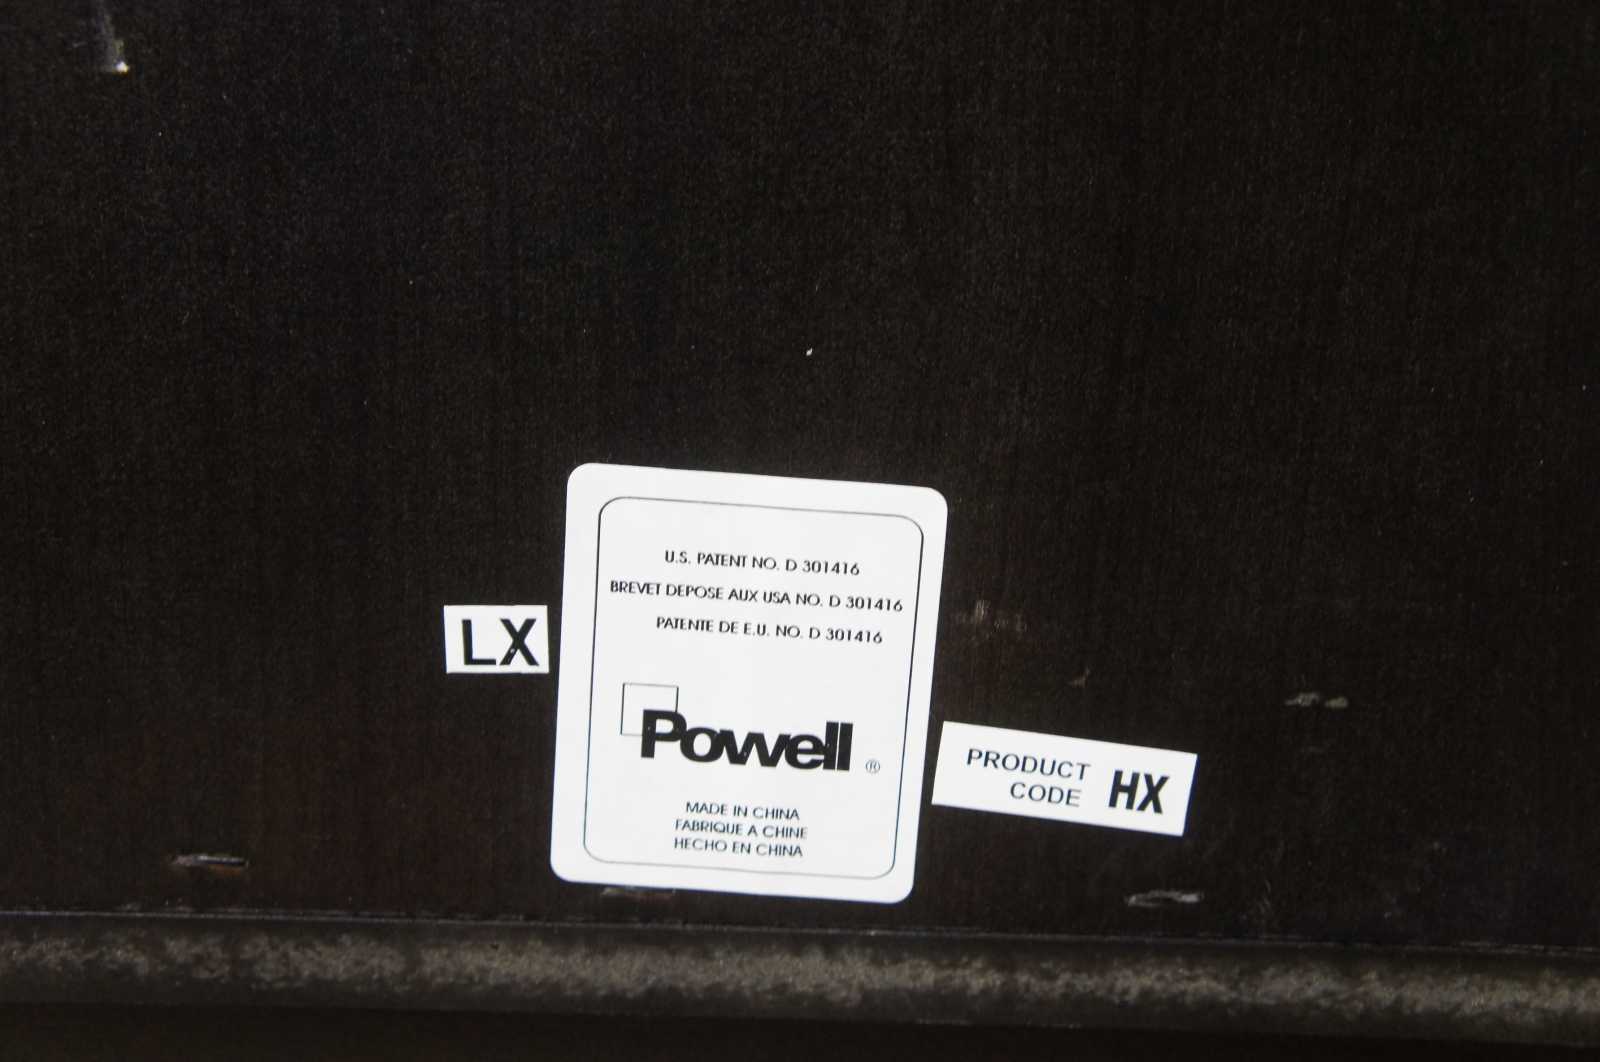 LX
U.S. PATENT NO. D 301416
BREVET DEPOSE AUX USA NO. D 301416
PATENTE DE E.U. NO. D 301416
Powell ®
MADE IN CHINA
FABRIQUE A CHINE
HECHO EN CHINA
PRODUCT
CODE HX